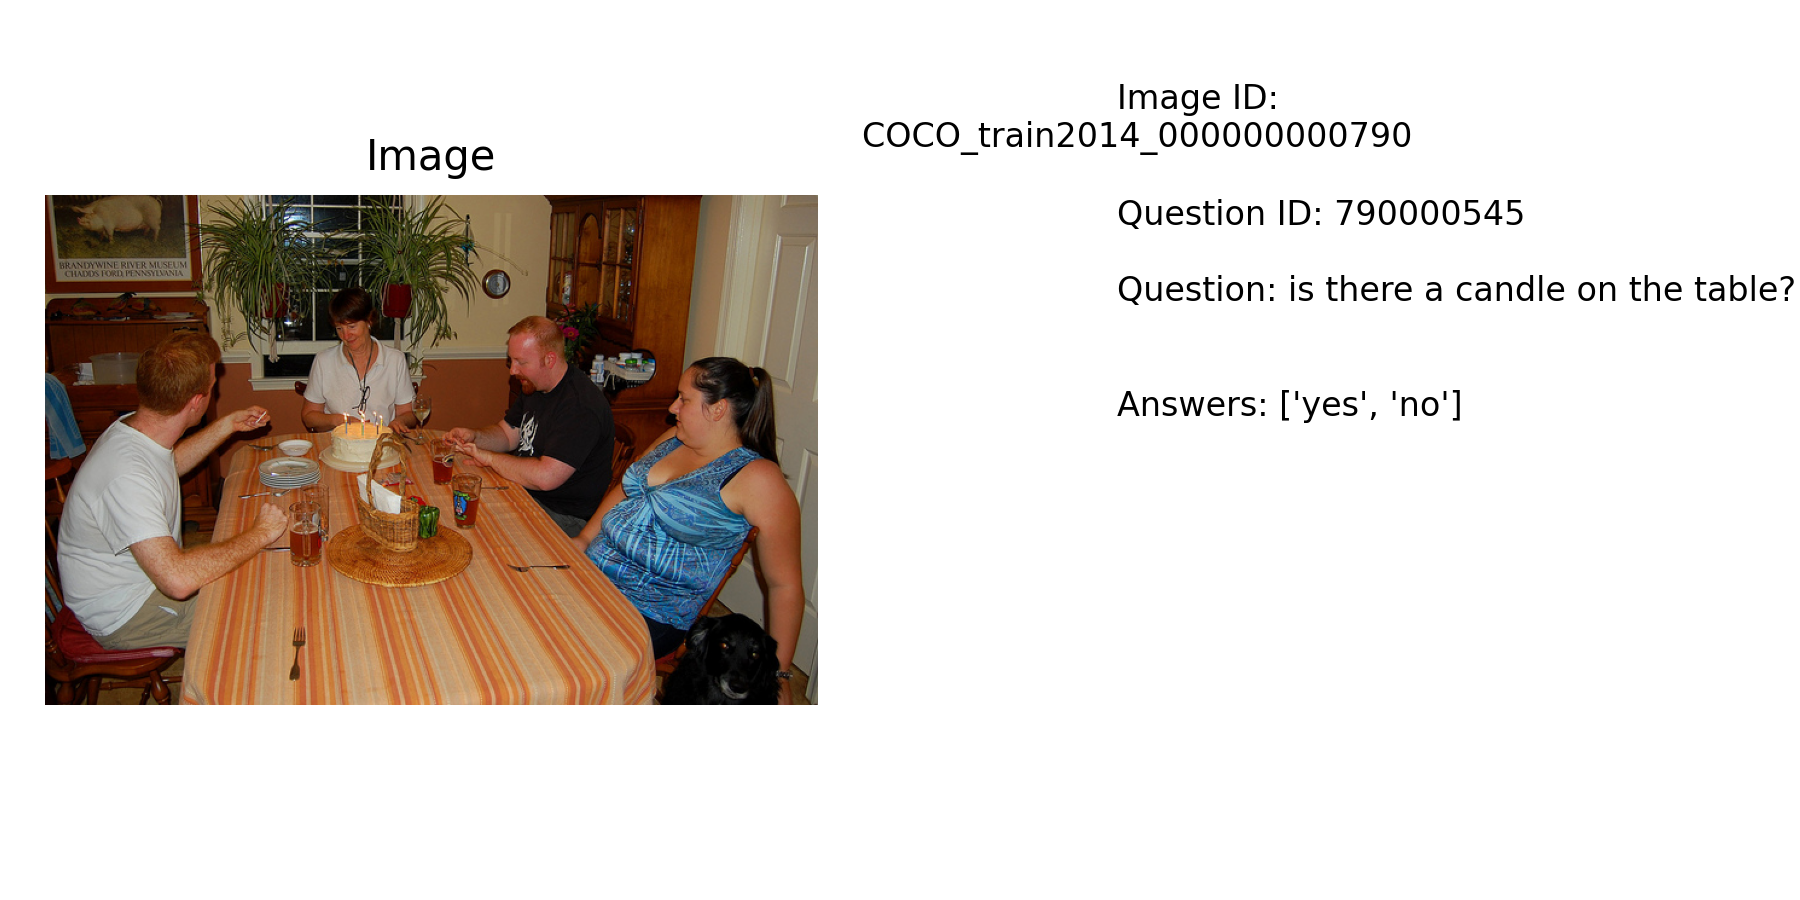 Image
BRANDYWINE RIVER MUSEUM
CHADDS FORD, PENNSYLVANIA
Image ID:
COCO_train2014_000000000790
Question ID: 790000545
Question: is there a candle on the table?
Answers: ['yes', 'no']